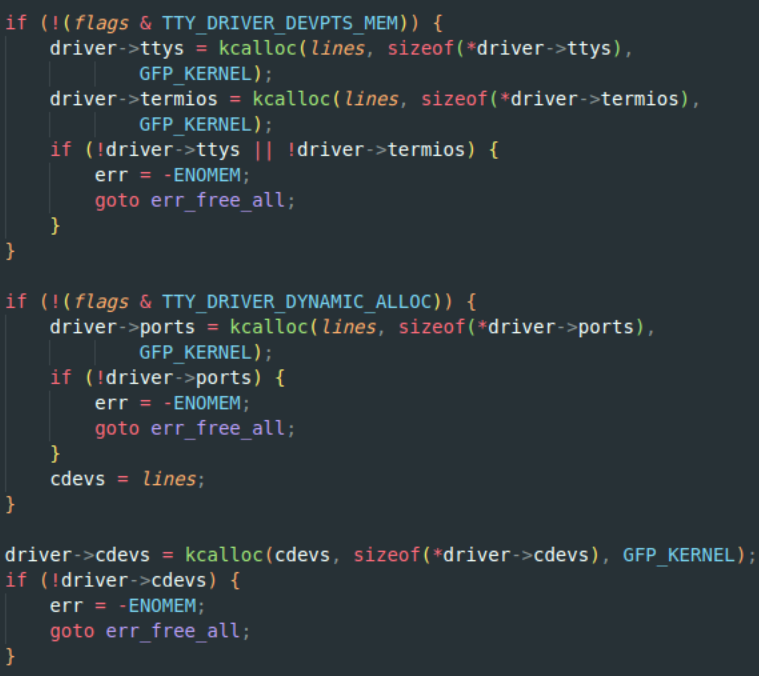 if (!(flags & TTY_DRIVER_DEVPTS_MEM)) {
    driver->ttys = kcalloc(lines, sizeof(*driver->ttys),
            GFP_KERNEL);
    driver->termios = kcalloc(lines, sizeof(*driver->termios),
            GFP_KERNEL);
    if (!driver->ttys || !driver->termios) {
        err = -ENOMEM;
        goto err_free_all;
    }
}

if (!(flags & TTY_DRIVER_DYNAMIC_ALLOC)) {
    driver->ports = kcalloc(lines, sizeof(*driver->ports),
            GFP_KERNEL);
    if (!driver->ports) {
        err = -ENOMEM;
        goto err_free_all;
    }
    cdevs = lines;
}

driver->cdevs = kcalloc(cdevs, sizeof(*driver->cdevs), GFP_KERNEL);
if (!driver->cdevs) {
    err = -ENOMEM;
    goto err_free_all;
}